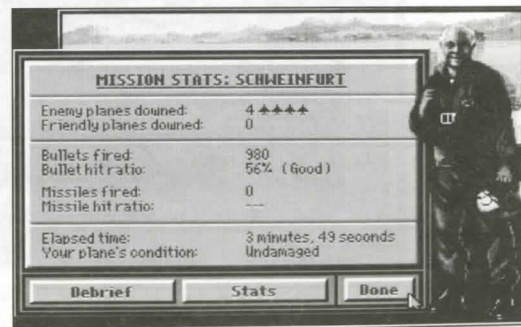 MISSION STATS: SCHWEINFURT
Enemy planes downed: 4
Friendly planes downed: 0
Bullets fired: 980
Bullet hit ratio: 56% (Good)
Missiles fired: 0
Missile hit ratio: ---
Elapsed time: 3 minutes, 49 seconds
Your plane's condition: Undamaged
Debrief Stats Done